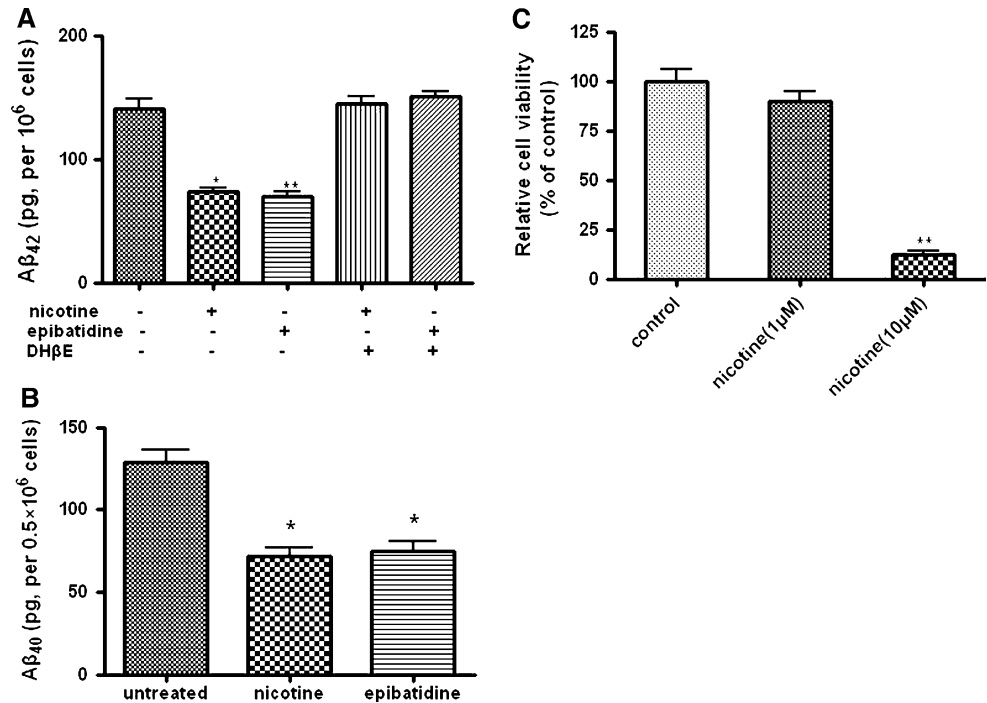 A
Aβ42 (pg, per 10^6 cells)
200
100
0
* **
nicotine - + - + -
epibatidine - - + - +
DHβE - - - + +
B
Aβ40 (pg, per 0.5×10^6 cells)
150
100
50
0
* *
untreated nicotine epibatidine
C
Relative cell viability
(% of control)
125
100
75
50
25
0
**
control
nicotine(1μM)
nicotine(10μM)